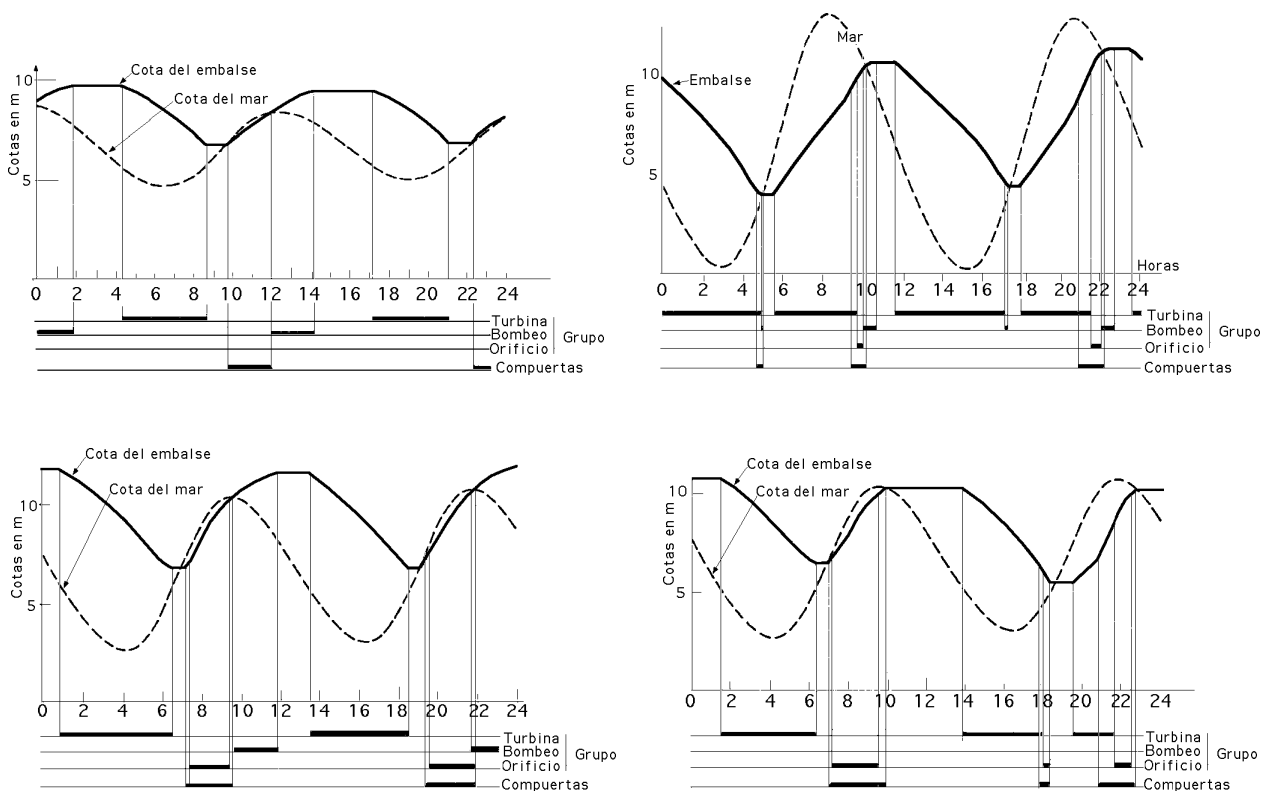 10
5
Cotas en m
Cota del embalse
Cota del mar
0 2 4 6 8 10 12 14 16 18 20 22 24
Turbina
Bombeo
Orificio
Compuertas
Grupo
10
5
Cotas en m
Embalse
Mar
Horas
0 2 4 6 8 10 12 14 16 18 20 22 24
Turbina
Bombeo
Orificio
Compuertas
Grupo
10
5
Cotas en m
Cota del embalse
Cota del mar
0 2 4 6 8 10 12 14 16 18 20 22 24
Turbina
Bombeo
Orificio
Compuertas
Grupo
10
5
Cotas en m
Cota del embalse
Cota del mar
0 2 4 6 8 10 12 14 16 18 20 22 24
Turbina
Bombeo
Orificio
Compuertas
Grupo